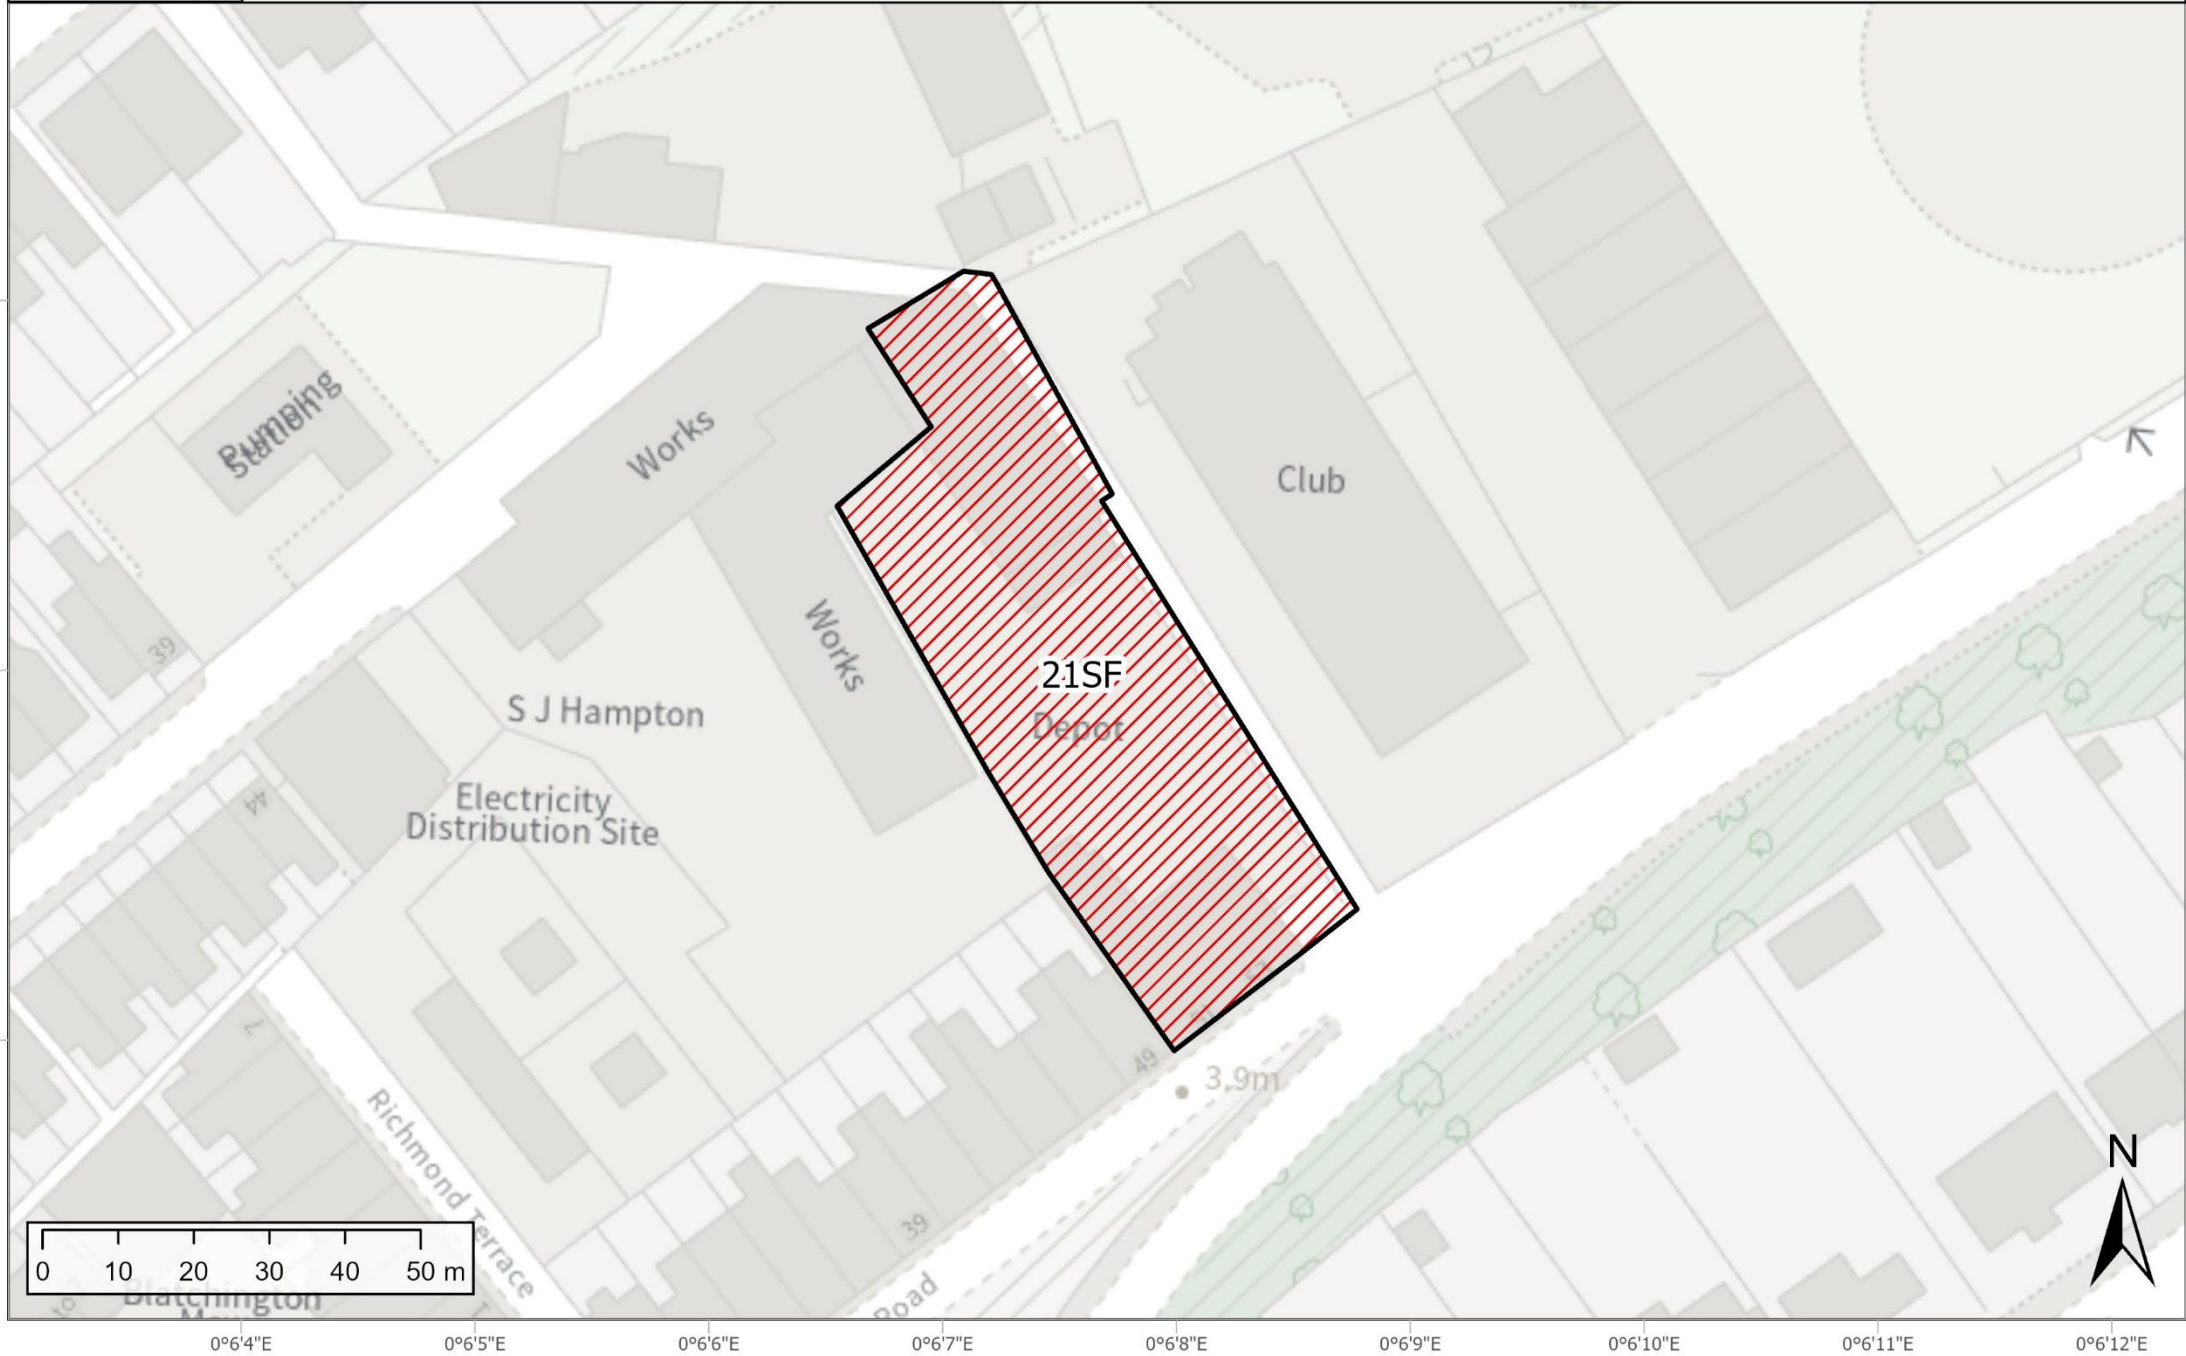 Pumping
Station
Works
Club
Works
39
21SF
Depot
S J Hampton
44
Electricity
Distribution Site
7
49
3.9m
Richmond Terrace
39
Road
N
0 10 20 30 40 50 m
Blatchington
0°6'4"E 0°6'5"E 0°6'6"E 0°6'7"E 0°6'8"E 0°6'9"E 0°6'10"E 0°6'11"E 0°6'12"E